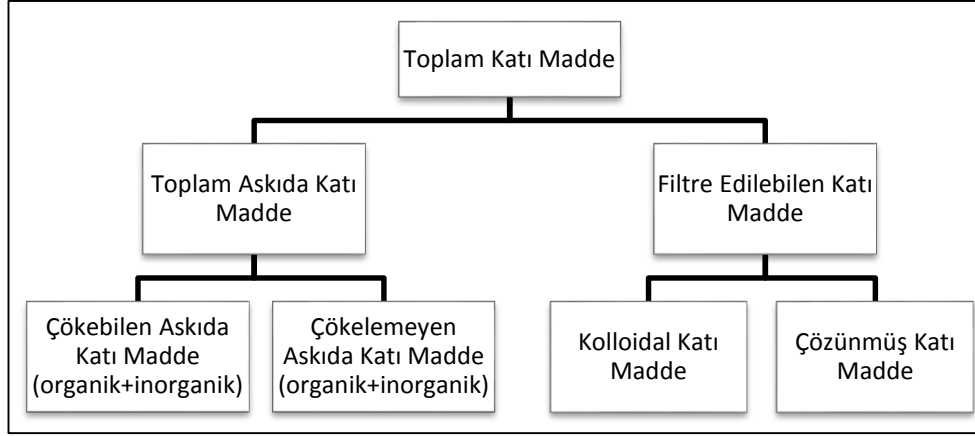 Toplam Katı Madde
Toplam Askıda Katı
Madde
Filtre Edilebilen Katı
Madde
Çökebilen Askıda
Katı Madde
(organik+inorganik)
Çökelemeyen
Askıda Katı Madde
(organik+inorganik)
Kolloidal Katı
Madde
Çözünmüş Katı
Madde